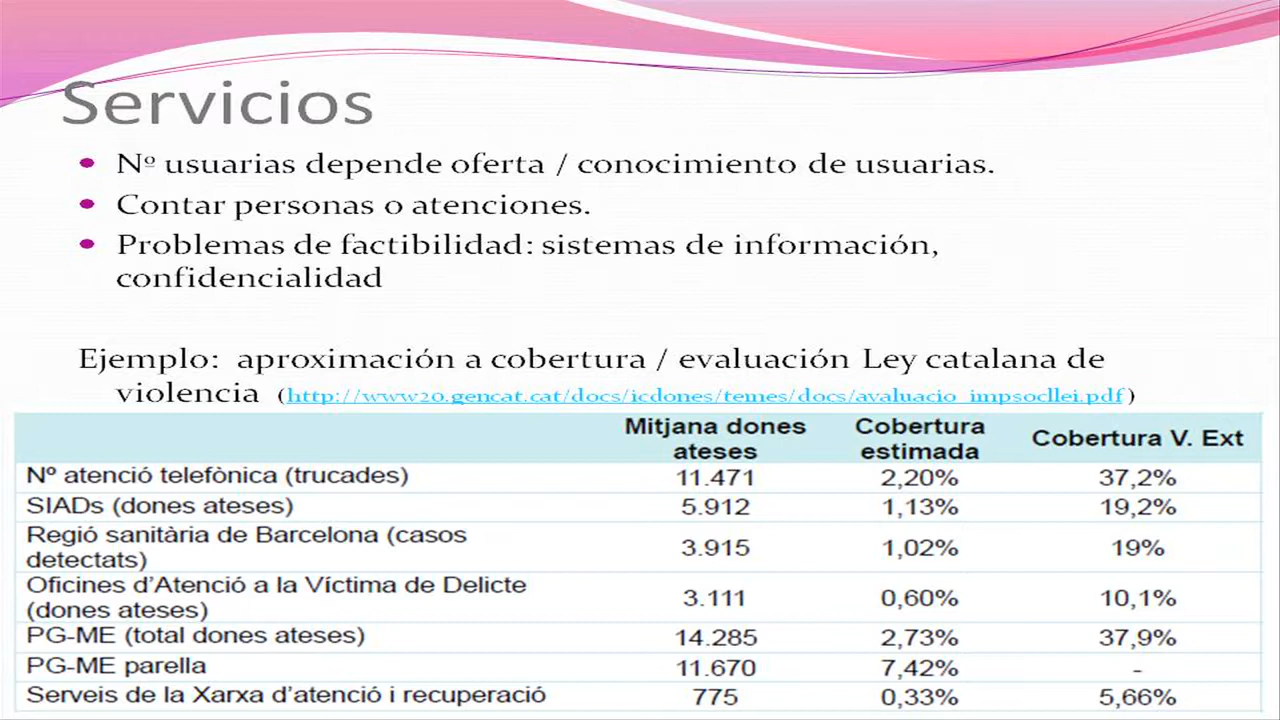 Servicios
Nº usuarias depende oferta / conocimiento de usuarias.
Contar personas o atenciones.
Problemas de factibilidad: sistemas de información,
confidencialidad
Ejemplo: aproximación a cobertura / evaluación Ley catalana de
violencia (http://www20.gencat.cat/docs/icdones/temes/docs/avaluacio_impsocllei.pdf)
Mitjana dones ateses Cobertura estimada Cobertura V. Ext
Nº atenció telefònica (trucades) 11.471 2,20% 37,2%
SIADs (dones ateses) 5.912 1,13% 19,2%
Regió sanitària de Barcelona (casos
detectats) 3.915 1,02% 19%
Oficines d'Atenció a la Víctima de Delicte
(dones ateses) 3.111 0,60% 10,1%
PG-ME (total dones ateses) 14.285 2,73% 37,9%
PG-ME parella 11.670 7,42% -
Serveis de la Xarxa d'atenció i recuperació 775 0,33% 5,66%